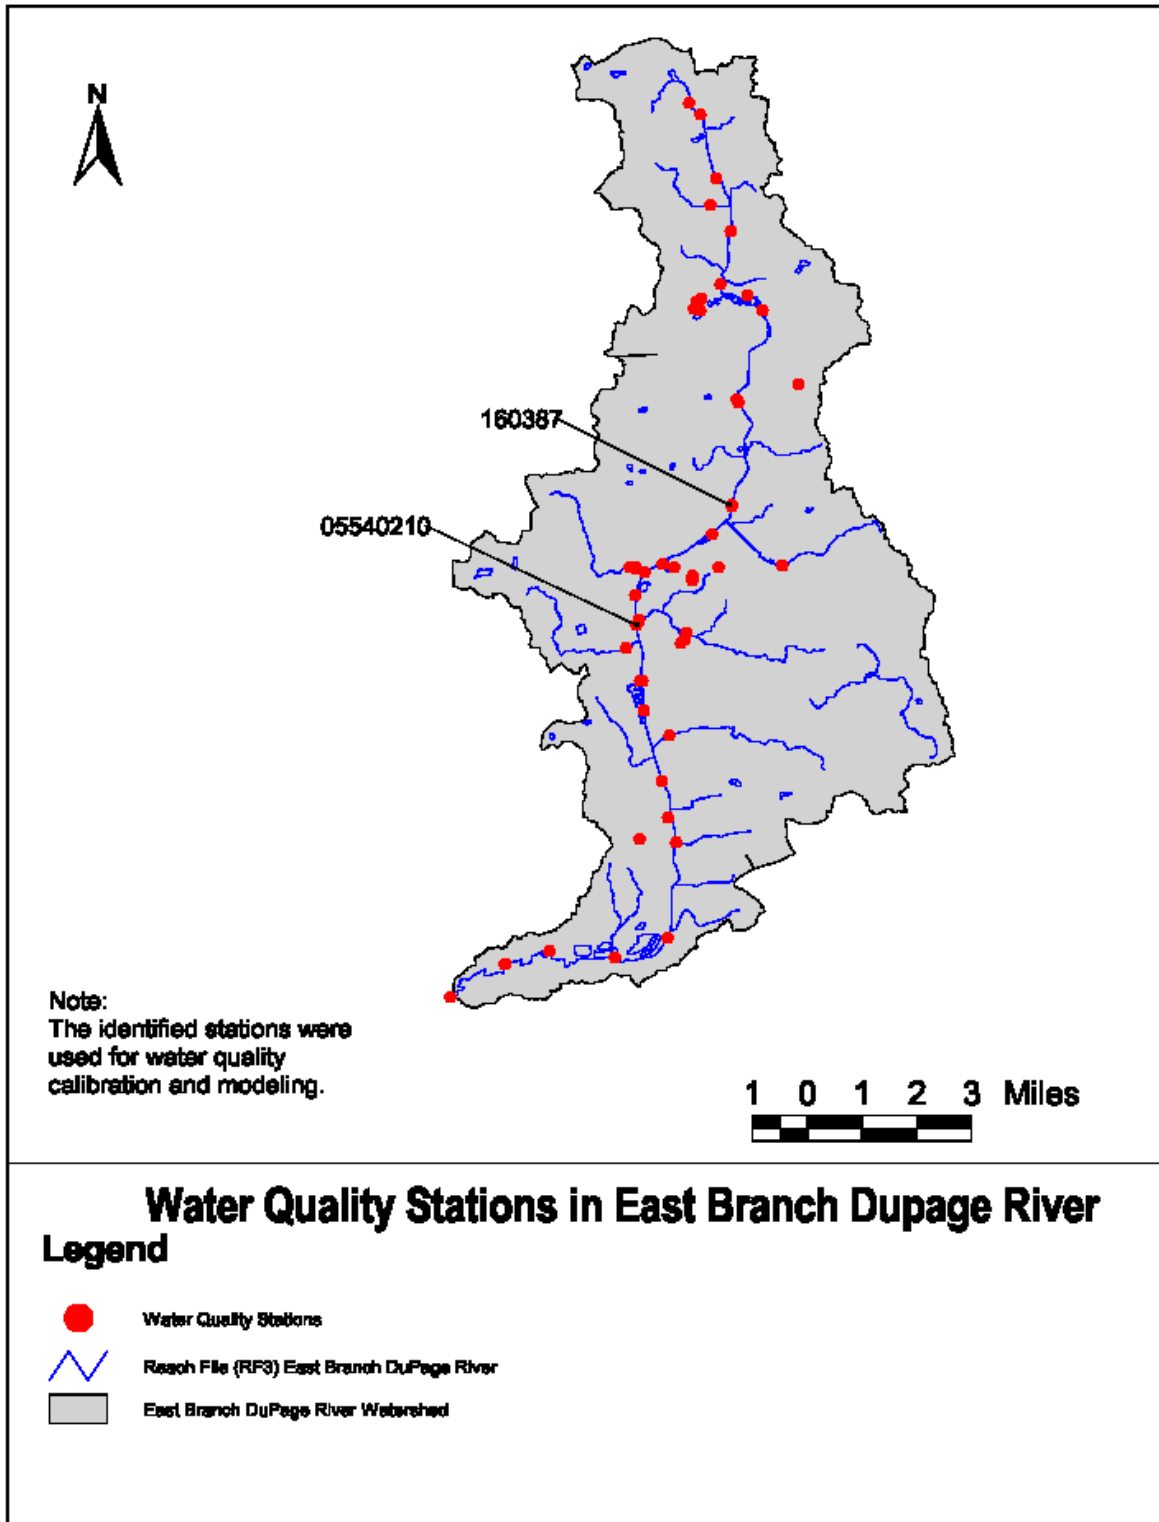 N
160387
05540210
Note:
The identified stations were
used for water quality
calibration and modeling.
1 0 1 2 3 Miles
Water Quality Stations in East Branch Dupage River
Legend
Water Quality Stations
Reach File (RF3) East Branch DuPage River
East Branch DuPage River Watershed